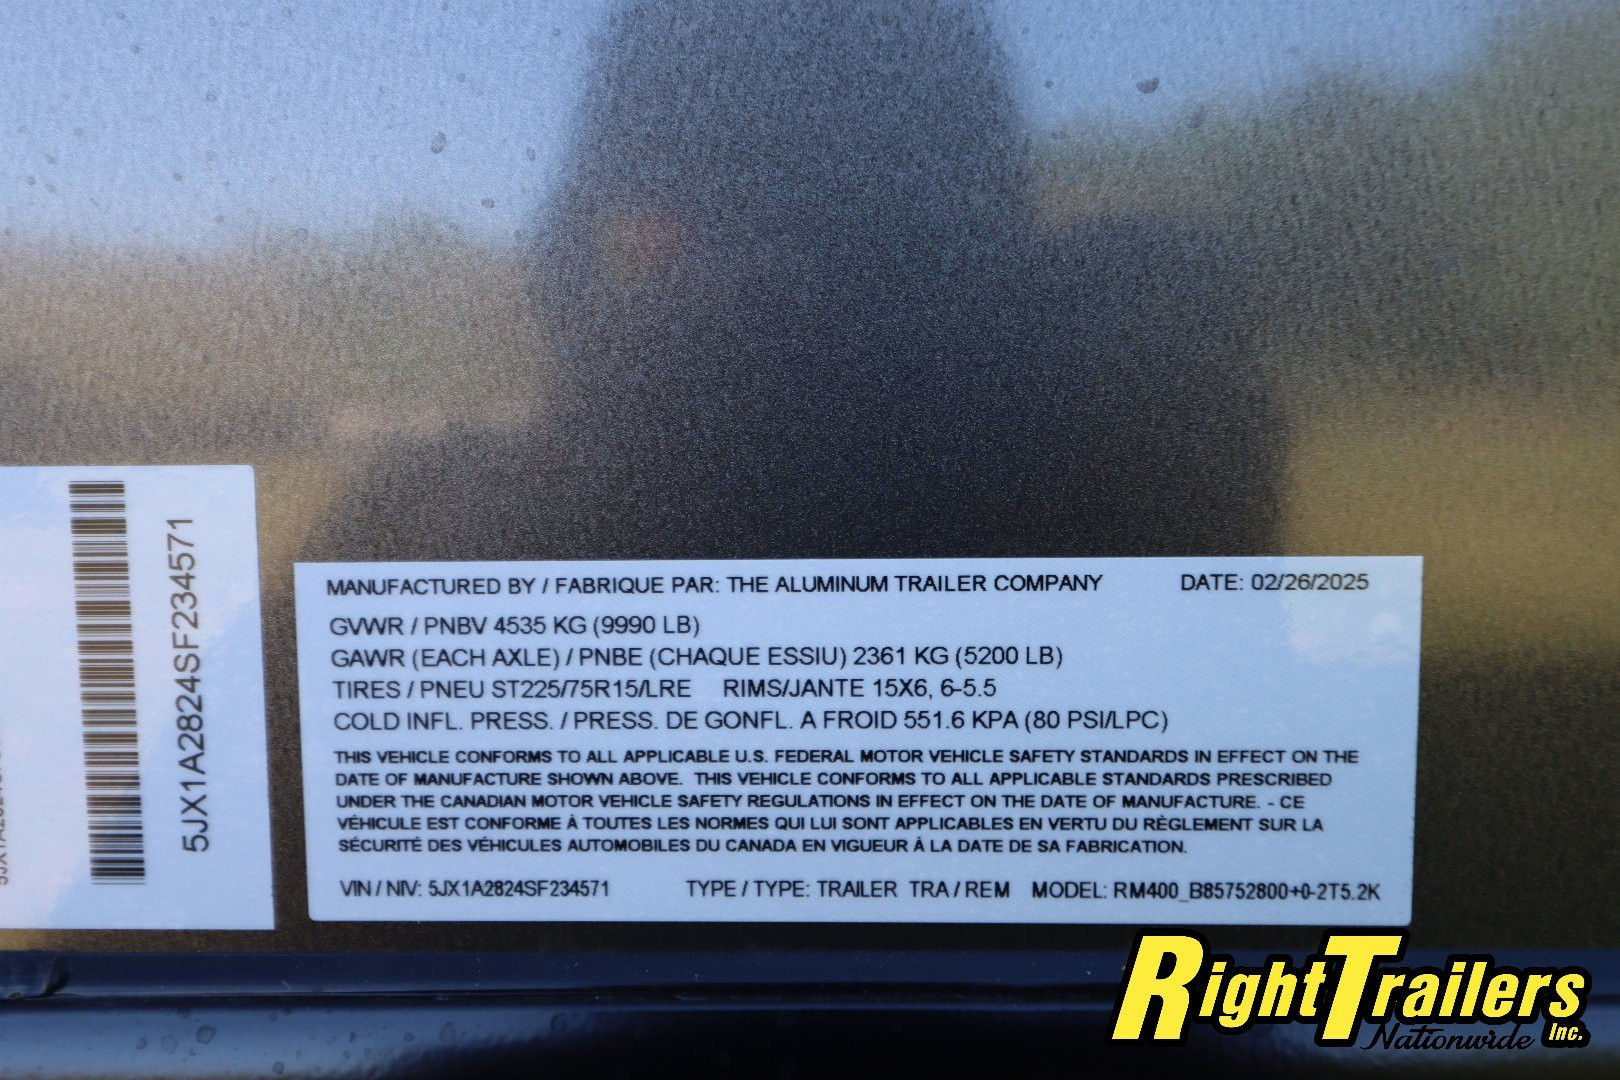 5JX1A2824SF234571
MANUFACTURED BY / FABRIQUE PAR: THE ALUMINUM TRAILER COMPANY DATE: 02/26/2025
GVWR / PNBV 4535 KG (9990 LB)
GAWR (EACH AXLE) / PNBE (CHAQUE ESSIU) 2361 KG (5200 LB)
TIRES / PNEU ST225/75R15/LRE RIMS/JANTE 15X6, 6-5.5
COLD INFL. PRESS. / PRESS. DE GONFL. A FROID 551.6 KPA (80 PSI/LPC)
THIS VEHICLE CONFORMS TO ALL APPLICABLE U.S. FEDERAL MOTOR VEHICLE SAFETY STANDARDS IN EFFECT ON THE
DATE OF MANUFACTURE SHOWN ABOVE. THIS VEHICLE CONFORMS TO ALL APPLICABLE STANDARDS PRESCRIBED
UNDER THE CANADIAN MOTOR VEHICLE SAFETY REGULATIONS IN EFFECT ON THE DATE OF MANUFACTURE. - CE
VÉHICULE EST CONFORME À TOUTES LES NORMES QUI LUI SONT APPLICABLES EN VERTU DU RÈGLEMENT SUR LA
SÉCURITÉ DES VÉHICULES AUTOMOBILES DU CANADA EN VIGUEUR À LA DATE DE SA FABRICATION.
VIN / NIV: 5JX1A2824SF234571 TYPE / TYPE: TRAILER TRA / REM MODEL: RM400_B85752800+0-2T5.2K
RightTrailers
Nationwide Inc.